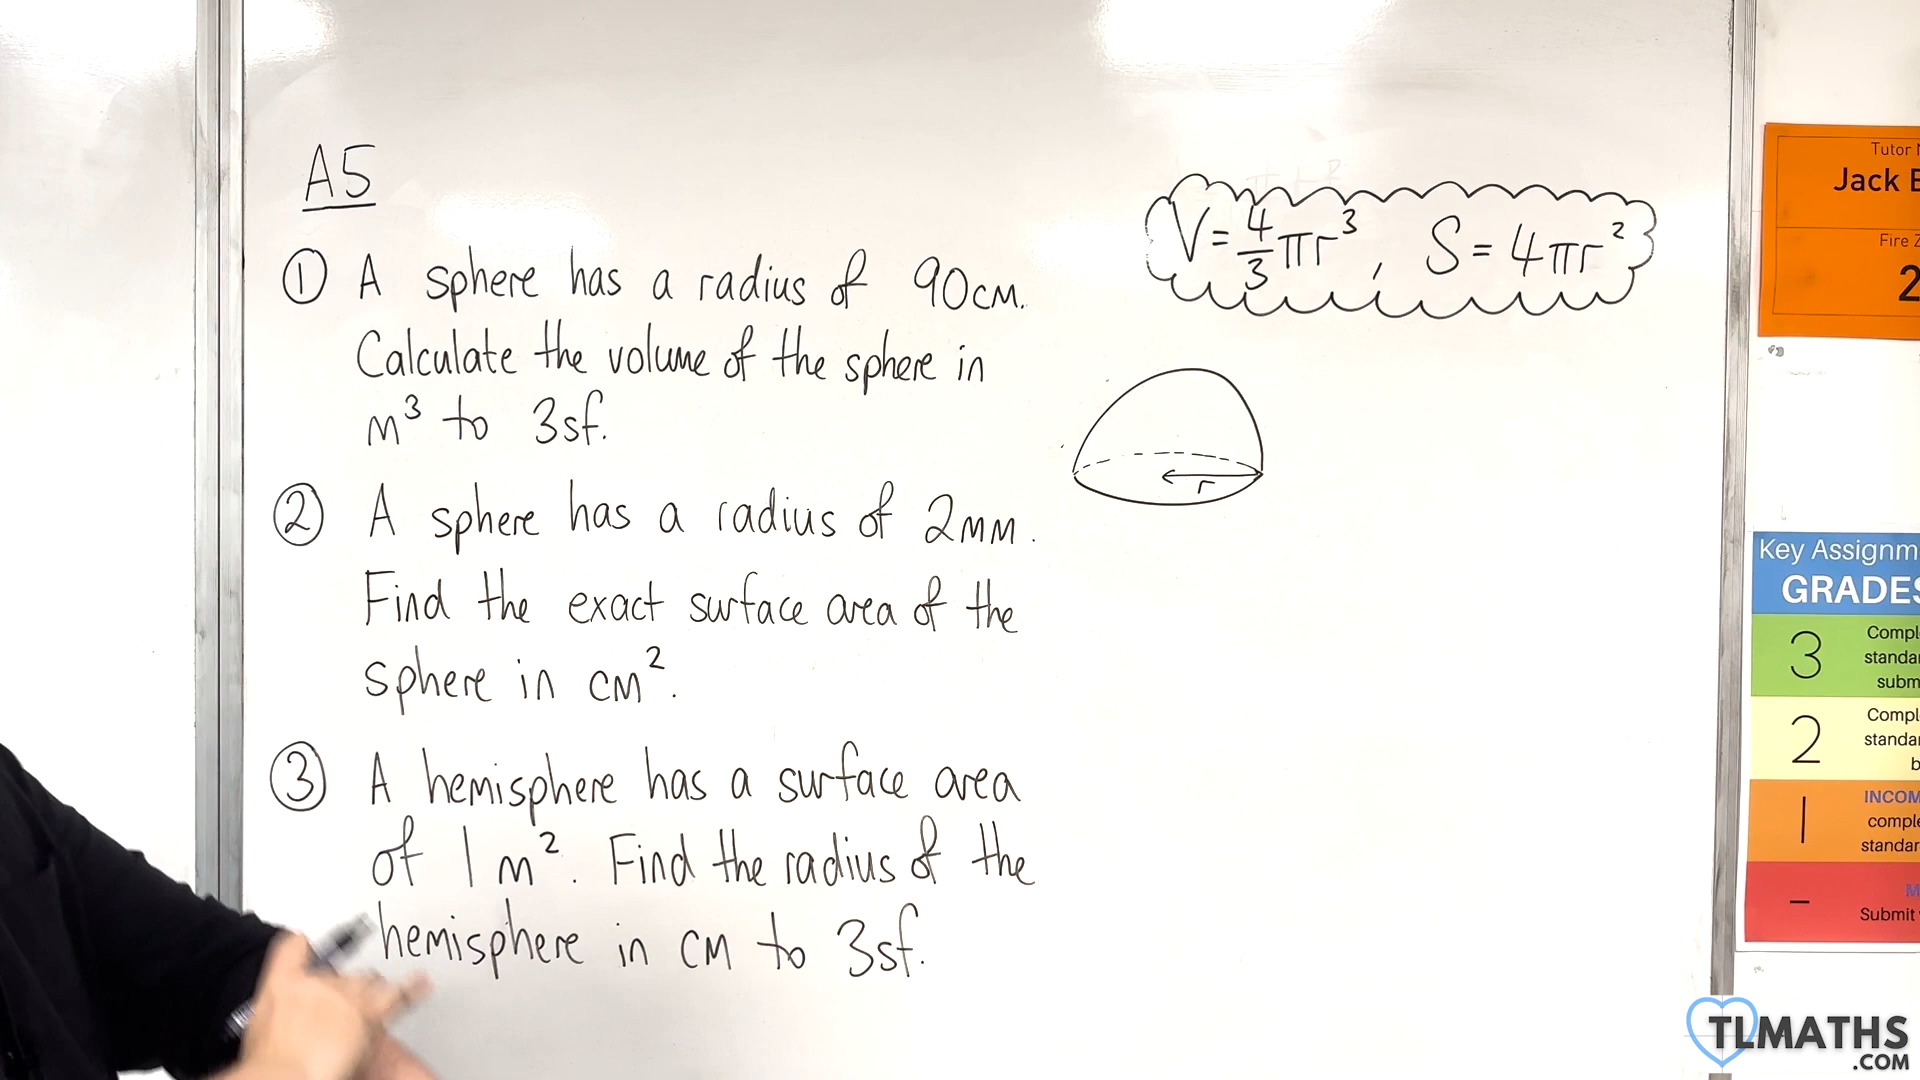 A5
① A sphere has a radius of 90cm.
Calculate the volume of the sphere in
m³ to 3sf.
② A sphere has a radius of 2mm.
Find the exact surface area of the
sphere in cm².
③ A hemisphere has a surface area
of 1 m². Find the radius of the
hemisphere in cm to 3sf.
V = 4/3 πr³, S = 4πr²
r
Tutor
Jack
Fire
2
Key Assignm
GRADES
3
Compl
standa
subm
2
Compl
standa
b
1
INCOM
comple
standar
-
M
Submit
TLMATHS
.COM